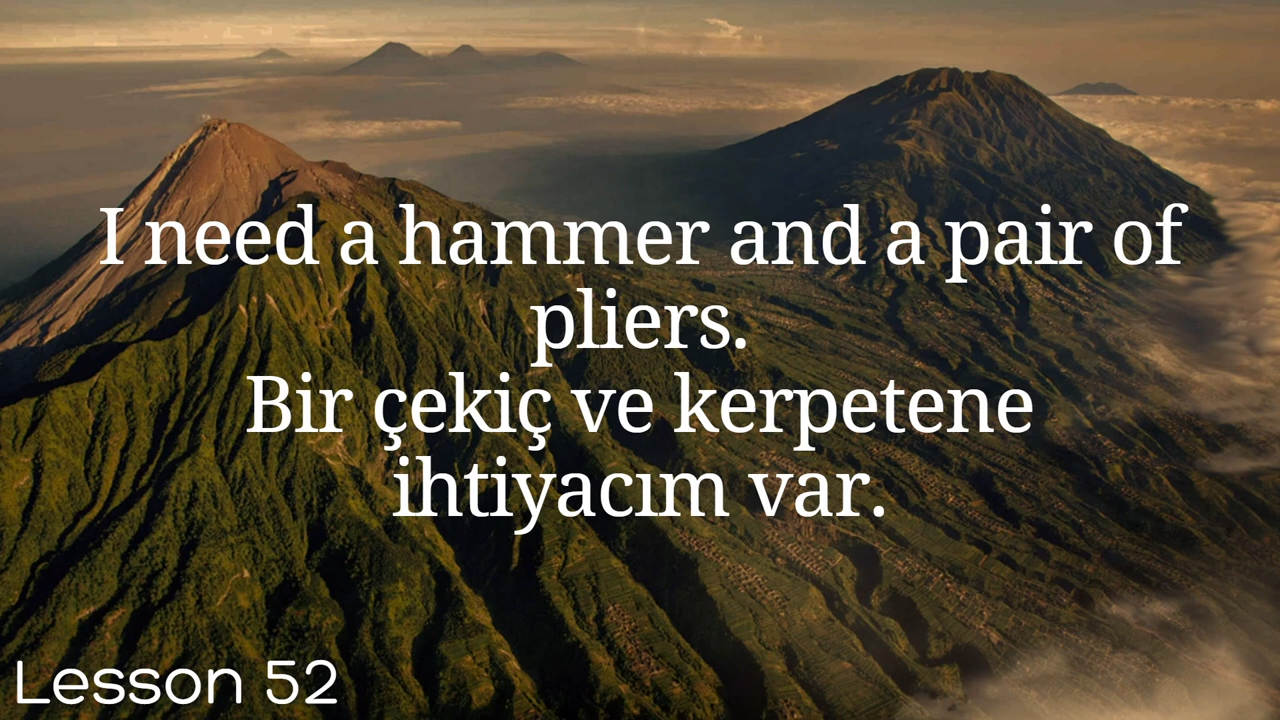 I need a hammer and a pair of
pliers.
Bir çekiç ve kerpetene
ihtiyacım var.
Lesson 52